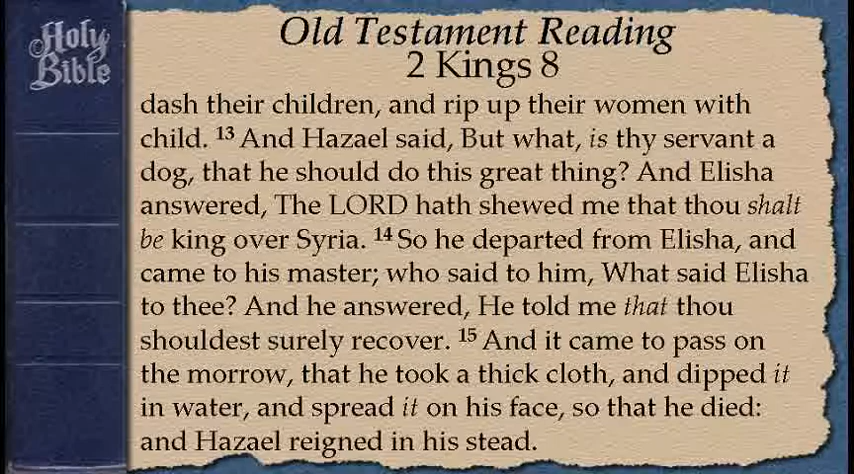 Holy
Bible
Old Testament Reading
2 Kings 8
dash their children, and rip up their women with
child. 13 And Hazael said, But what, is thy servant a
dog, that he should do this great thing? And Elisha
answered, The LORD hath shewed me that thou shalt
be king over Syria. 14 So he departed from Elisha, and
came to his master; who said to him, What said Elisha
to thee? And he answered, He told me that thou
shouldest surely recover. 15 And it came to pass on
the morrow, that he took a thick cloth, and dipped it
in water, and spread it on his face, so that he died:
and Hazael reigned in his stead.